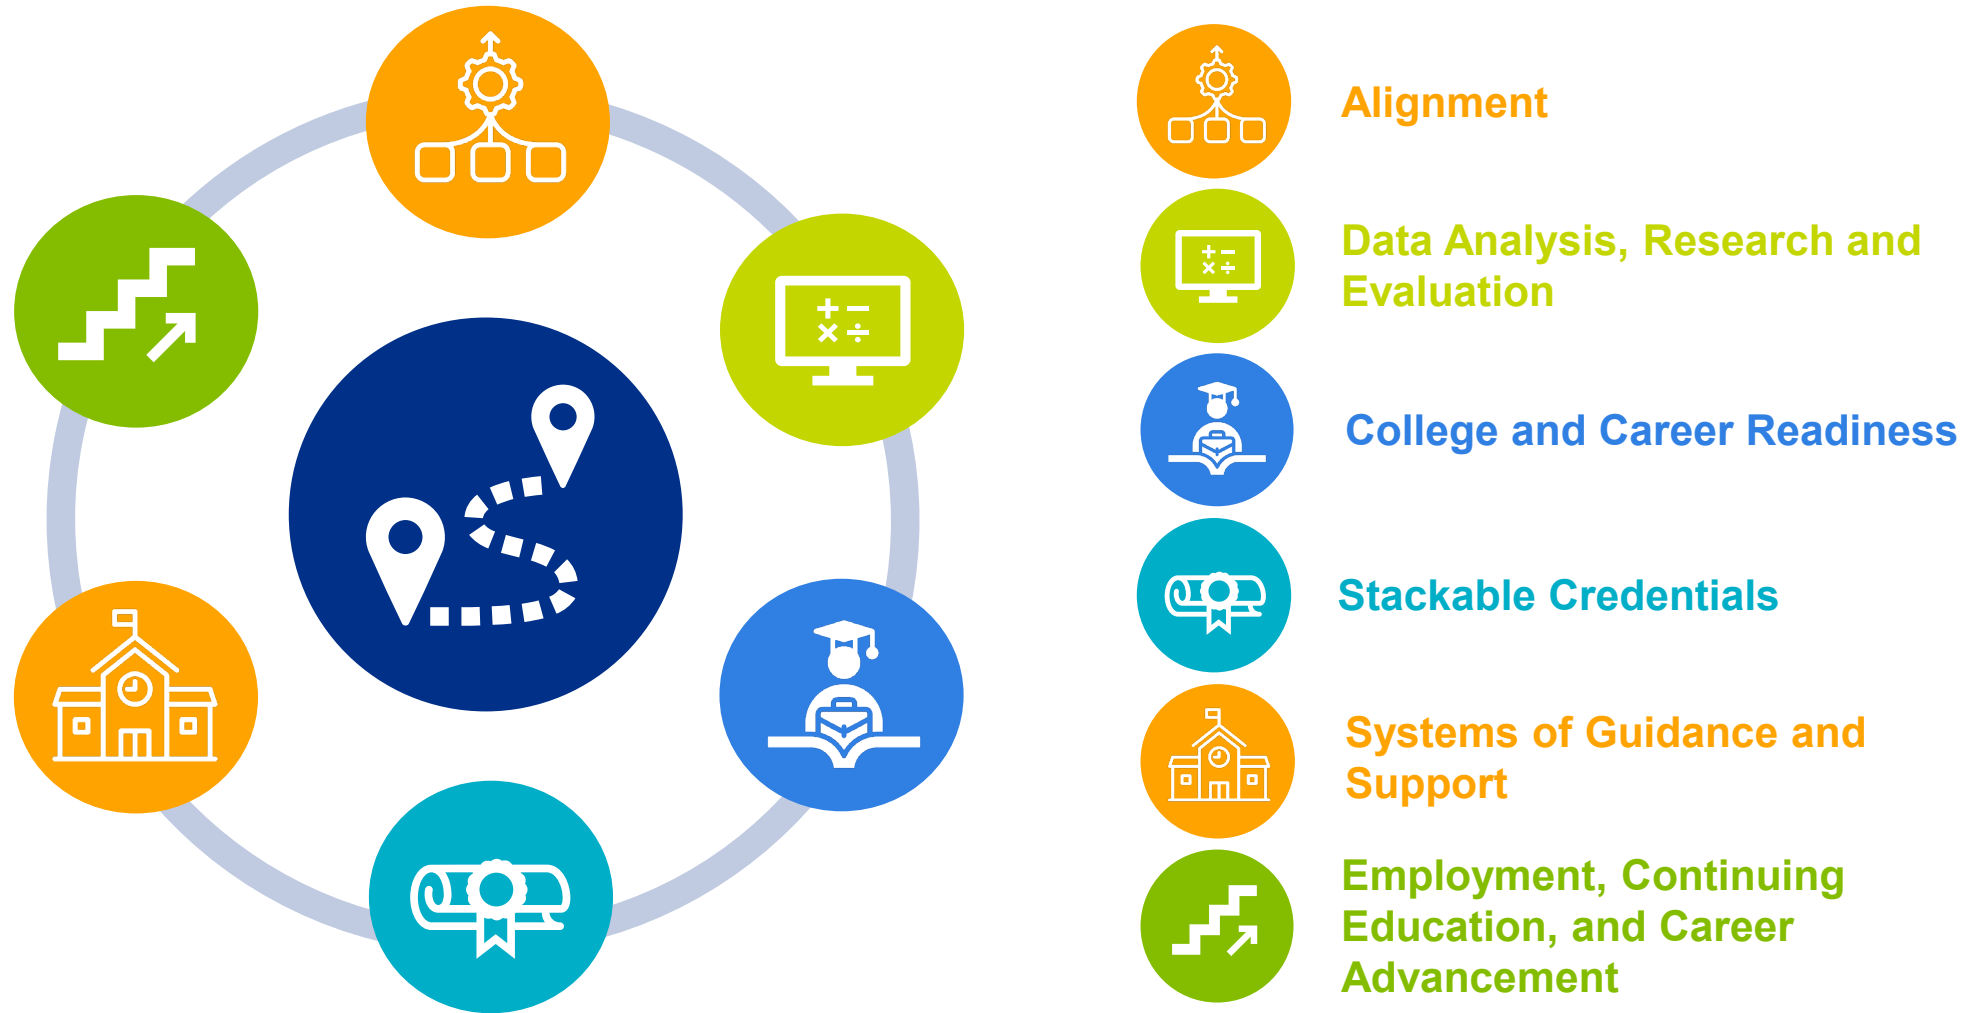 Alignment
Data Analysis, Research and
Evaluation
College and Career Readiness
Stackable Credentials
Systems of Guidance and
Support
Employment, Continuing
Education, and Career
Advancement